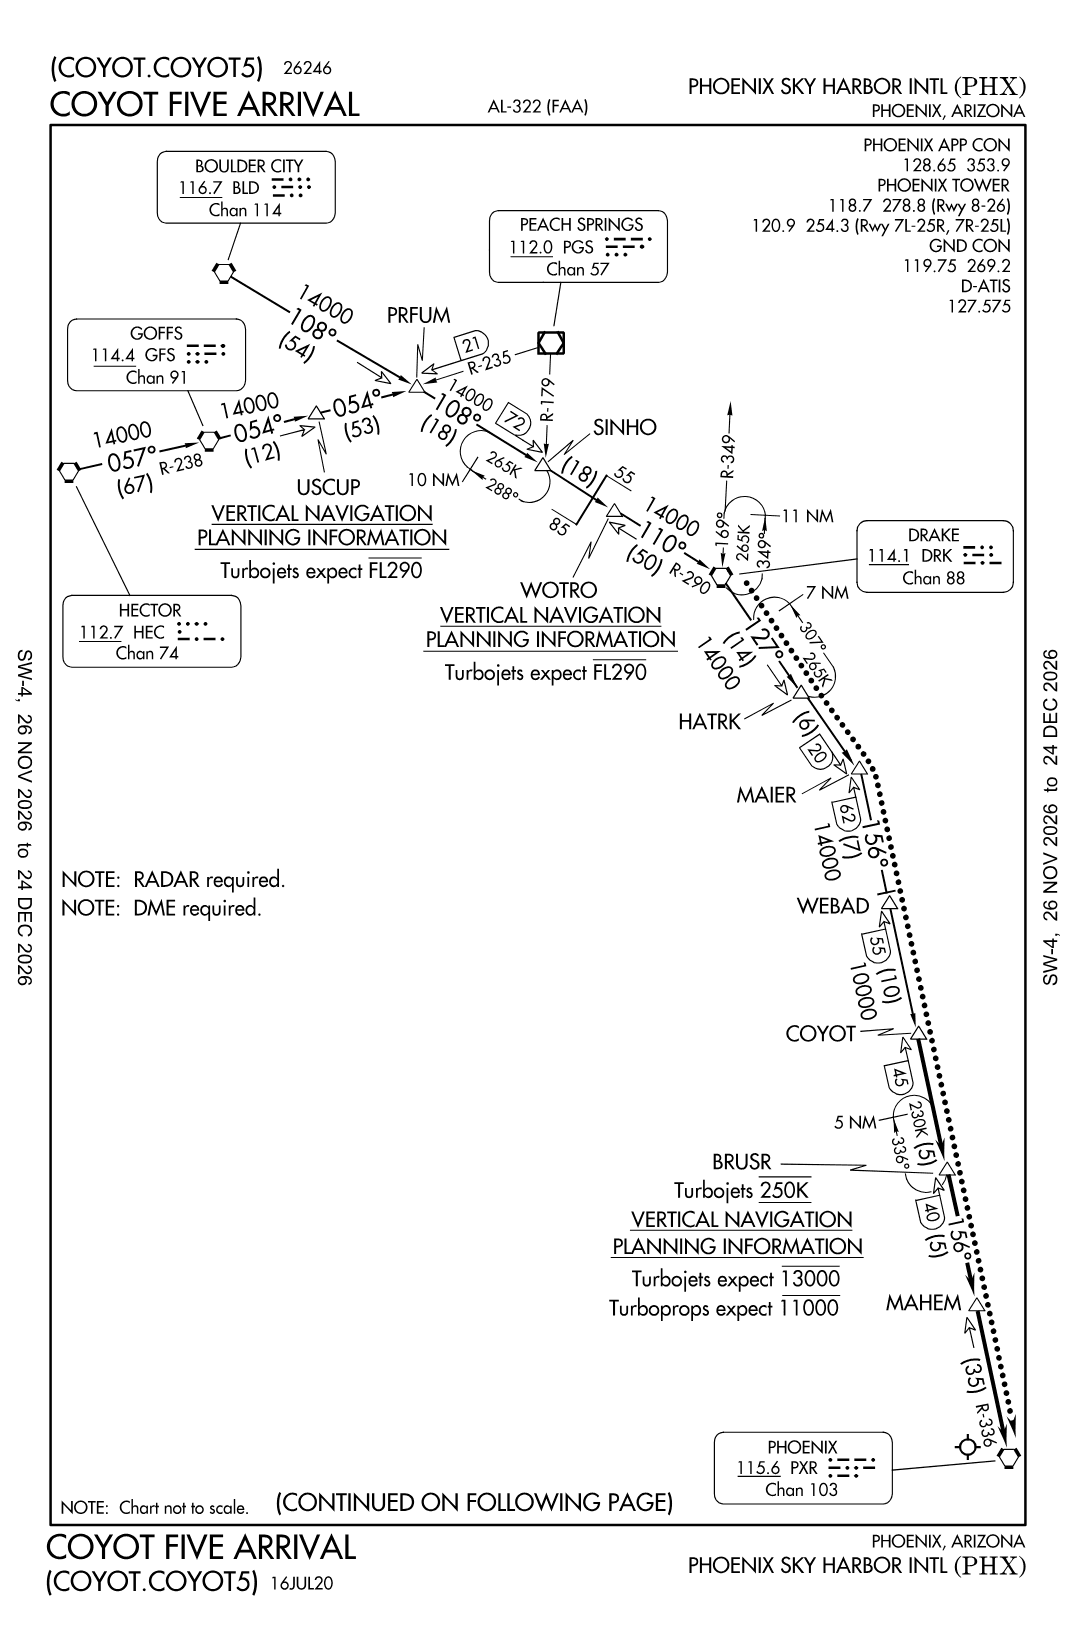 (COYOT.COYOT5) 26246
COYOT FIVE ARRIVAL
AL-322 (FAA)
PHOENIX SKY HARBOR INTL (PHX)
PHOENIX, ARIZONA
PHOENIX APP CON
128.65 353.9
PHOENIX TOWER
118.7 278.8 (Rwy 8-26)
120.9 254.3 (Rwy 7L-25R, 7R-25L)
GND CON
119.75 269.2
D-ATIS
127.575
BOULDER CITY
116.7 BLD
Chan 114
PEACH SPRINGS
112.0 PGS
Chan 57
14000
108°
(54)
PRFUM
21
R-235
GOFFS
114.4 GFS
Chan 91
R-179
14000
057°
(67)
R-238
14000
054°
(12)
054°
(53)
14000
108°
(18)
72
SINHO
USCUP
VERTICAL NAVIGATION
PLANNING INFORMATION
Turbojets expect FL290
10 NM
265K
288°
(18)
55
85
14000
110°
(50)
R-290
R-349
169°
265K
349°
11 NM
DRAKE
114.1 DRK
Chan 88
WOTRO
VERTICAL NAVIGATION
PLANNING INFORMATION
Turbojets expect FL290
HECTOR
112.7 HEC
Chan 74
7 NM
307°
265K
127°
(14)
14000
HATRK
(6)
20
MAIER
62
(7)
14000
156°
NOTE: RADAR required.
NOTE: DME required.
WEBAD
55
(10)
10000
COYOT
45
5 NM
230K
336°
(5)
BRUSR
Turbojets 250K
VERTICAL NAVIGATION
PLANNING INFORMATION
Turbojets expect 13000
Turboprops expect 11000
40
(5)
156°
MAHEM
(35)
R-336
PHOENIX
115.6 PXR
Chan 103
NOTE: Chart not to scale.
(CONTINUED ON FOLLOWING PAGE)
COYOT FIVE ARRIVAL
(COYOT.COYOT5) 16JUL20
PHOENIX, ARIZONA
PHOENIX SKY HARBOR INTL (PHX)
SW-4, 26 NOV 2026 to 24 DEC 2026
SW-4, 26 NOV 2026 to 24 DEC 2026